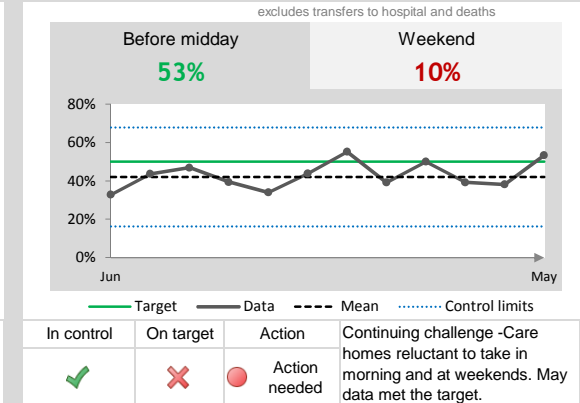 excludes transfers to hospital and deaths
Before midday
Weekend
53%
10%
80%
60%
40%
20%
0%
Jun
May
Target
Data
Mean
Control limits
In control
On target
Action
Action
needed
Continuing challenge -Care
homes reluctant to take in
morning and at weekends. May
data met the target.